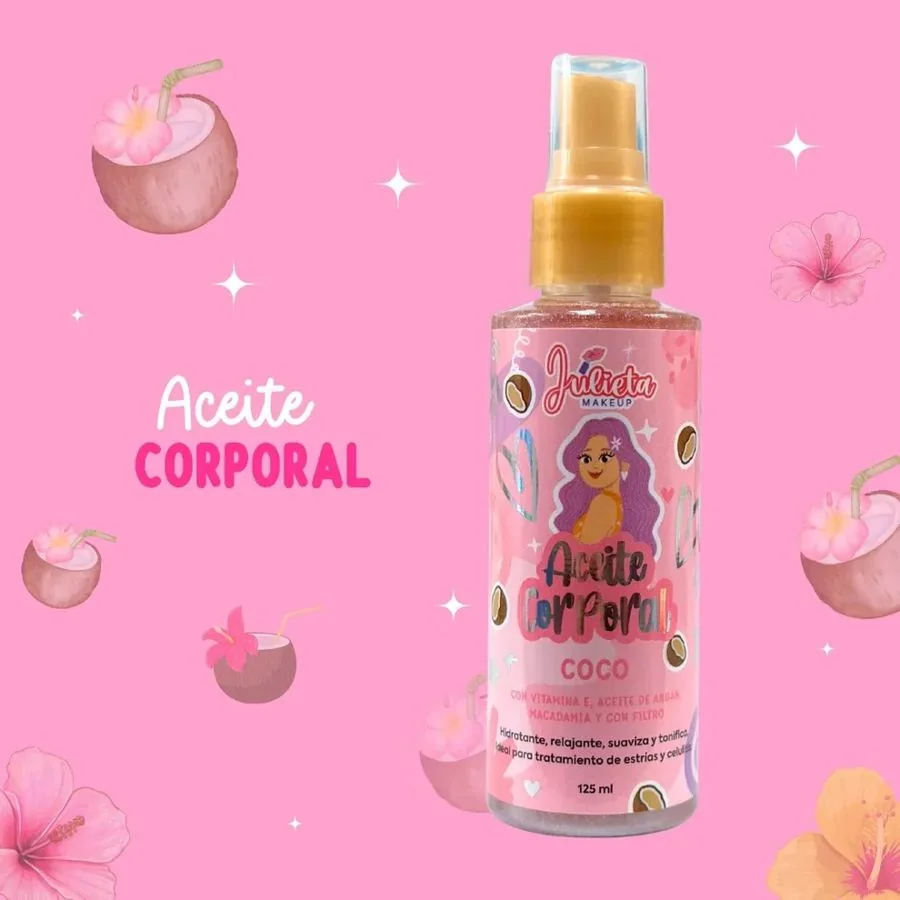 Aceite
CORPORAL
Julieta
MAKEUP
Aceite
Corporal
COCO
CON VITAMINA E, ACEITE DE ARGAN,
MACADAMIA Y CON FILTRO
Hidratante, relajante, suaviza y tonifica,
ideal para tratamiento de estrías y celulitis
125 ml